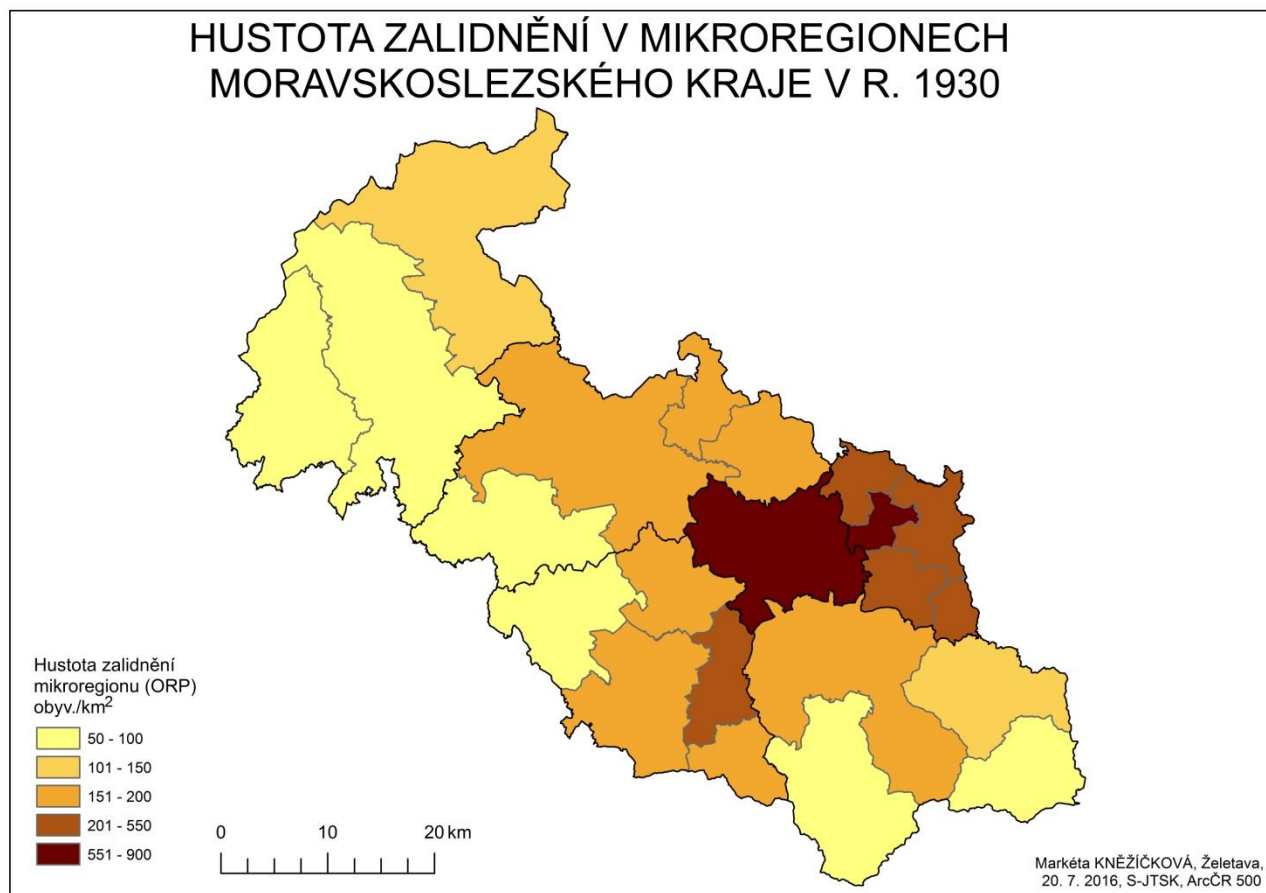 HUSTOTA ZALIDNĚNÍ V MIKROREGIONECH
MORAVSKOSLEZSKÉHO KRAJE V R. 1930
Hustota zalidnění
mikroregionu (ORP)
obyv./km²
50 - 100
101 - 150
151 - 200
201 - 550
551 - 900
0 10 20 km
Markéta KNĚŽÍČKOVÁ, Želetava,
20. 7. 2016, S-JTSK, ArcČR 500